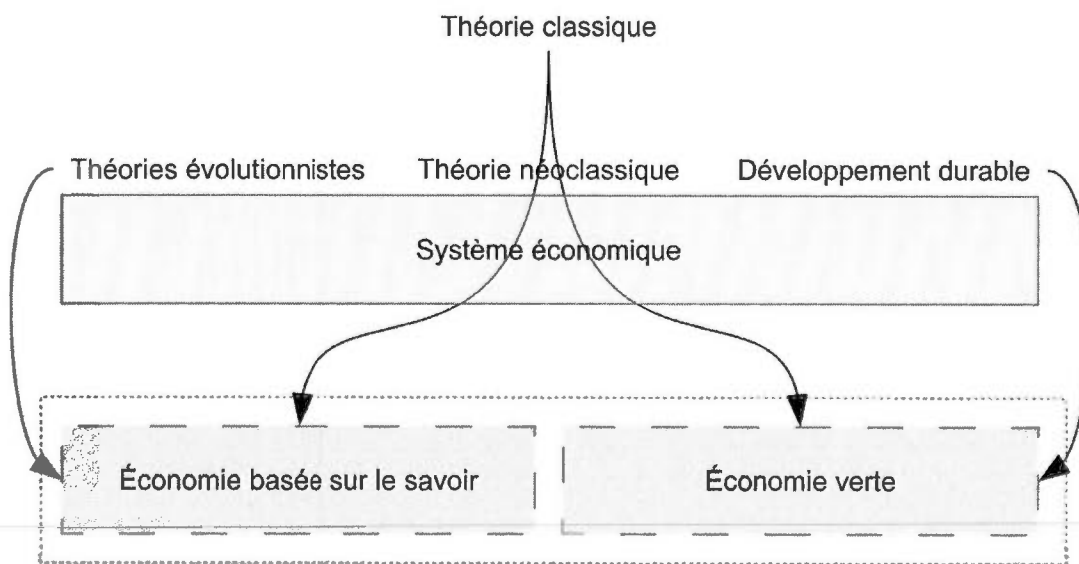 Théorie classique
Théories évolutionnistes
Théorie néoclassique
Développement durable
Système économique
Économie basée sur le savoir
Économie verte